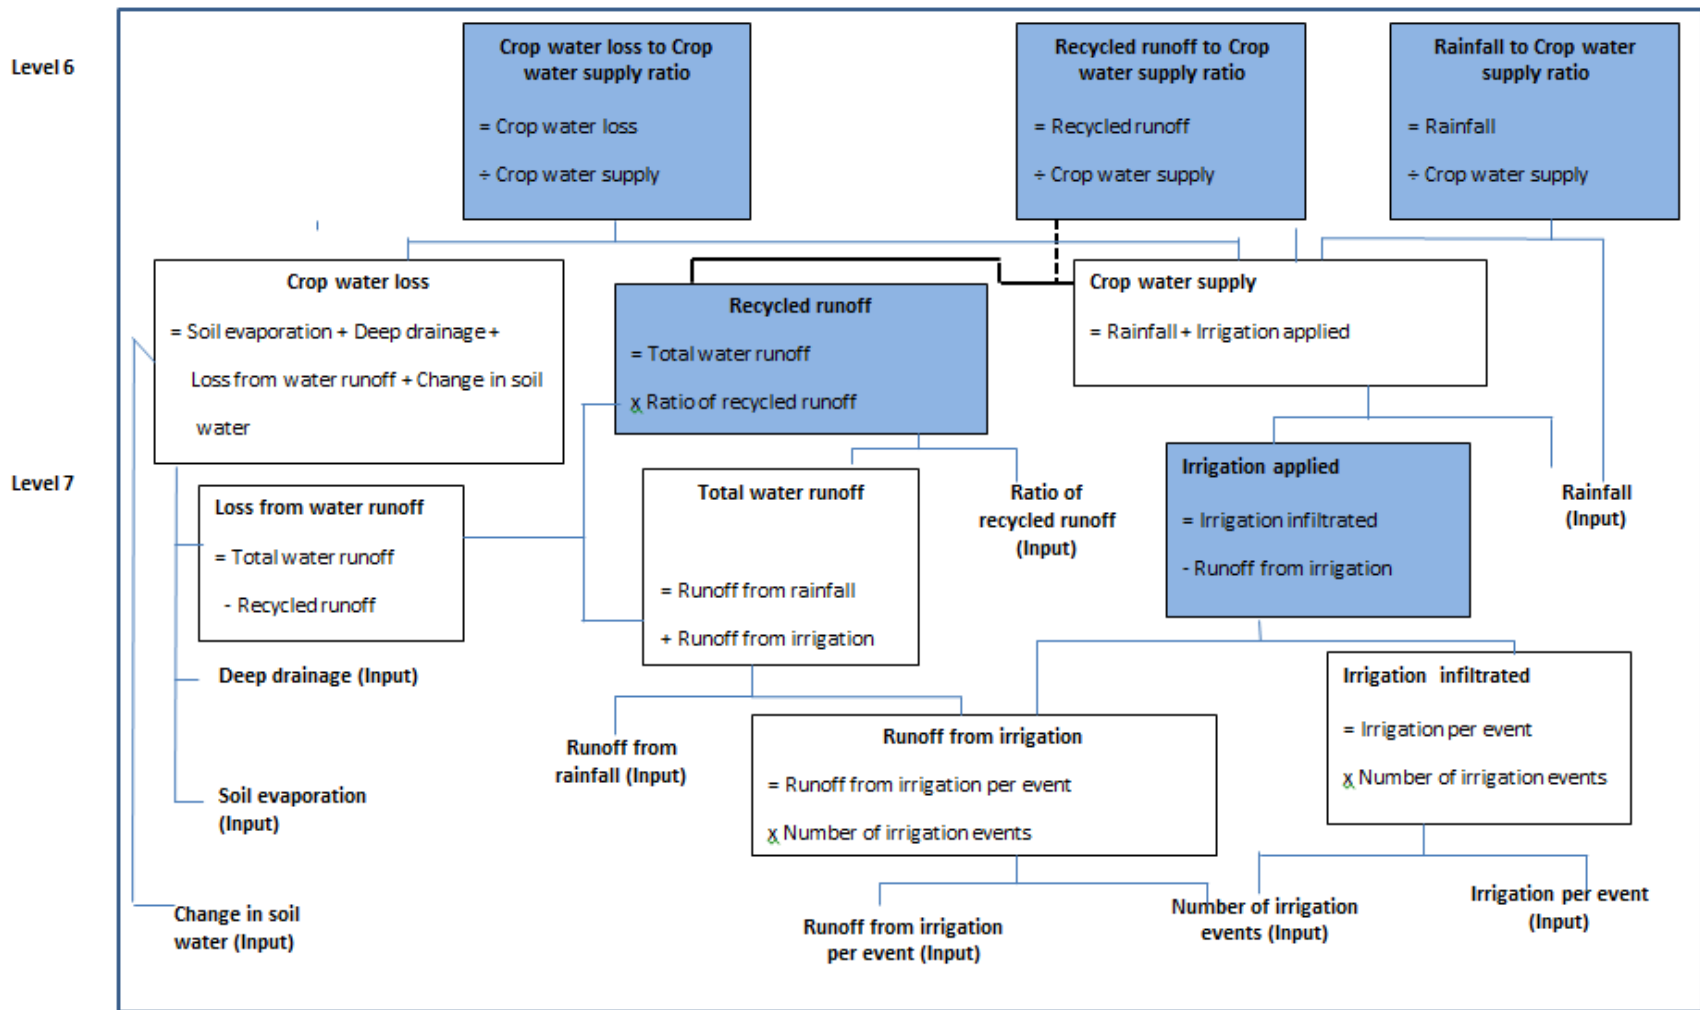 Level 6
Crop water loss to Crop
water supply ratio
= Crop water loss
÷ Crop water supply
Recycled runoff to Crop
water supply ratio
= Recycled runoff
÷ Crop water supply
Rainfall to Crop water
supply ratio
= Rainfall
÷ Crop water supply
Crop water loss
= Soil evaporation + Deep drainage +
Loss from water runoff + Change in soil
water
Recycled runoff
= Total water runoff
x Ratio of recycled runoff
Crop water supply
= Rainfall + Irrigation applied
Level 7
Loss from water runoff
= Total water runoff
- Recycled runoff
Total water runoff
= Runoff from rainfall
+ Runoff from irrigation
Ratio of
recycled runoff
(Input)
Irrigation applied
= Irrigation infiltrated
- Runoff from irrigation
Rainfall
(Input)
Deep drainage (Input)
Soil evaporation
(Input)
Change in soil
water (Input)
Runoff from
rainfall (Input)
Runoff from irrigation
= Runoff from irrigation per event
x Number of irrigation events
Irrigation infiltrated
= Irrigation per event
x Number of irrigation events
Runoff from irrigation
per event (Input)
Number of irrigation
events (Input)
Irrigation per event
(Input)